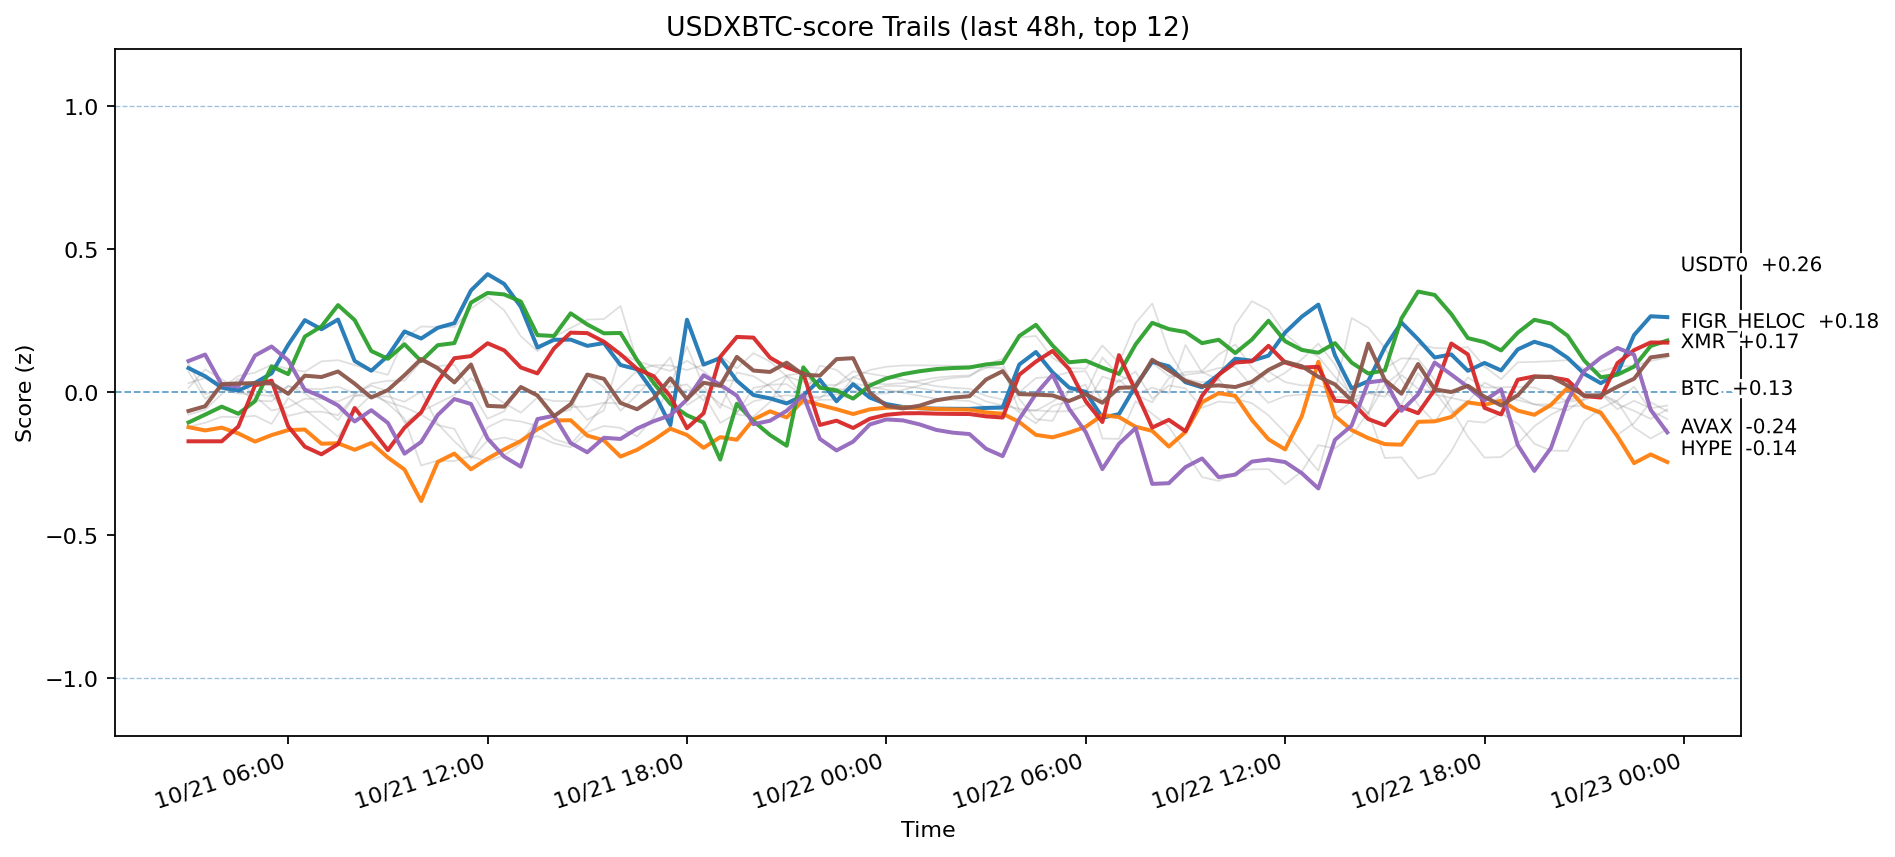 USDXBTC-score Trails (last 48h, top 12)
Score (z)
1.0
0.5
0.0
−0.5
−1.0
USDT0 +0.26
FIGR_HELOC +0.18
XMR +0.17
BTC +0.13
AVAX -0.24
HYPE -0.14
10/21 06:00
10/21 12:00
10/21 18:00
10/22 00:00
10/22 06:00
10/22 12:00
10/22 18:00
10/23 00:00
Time